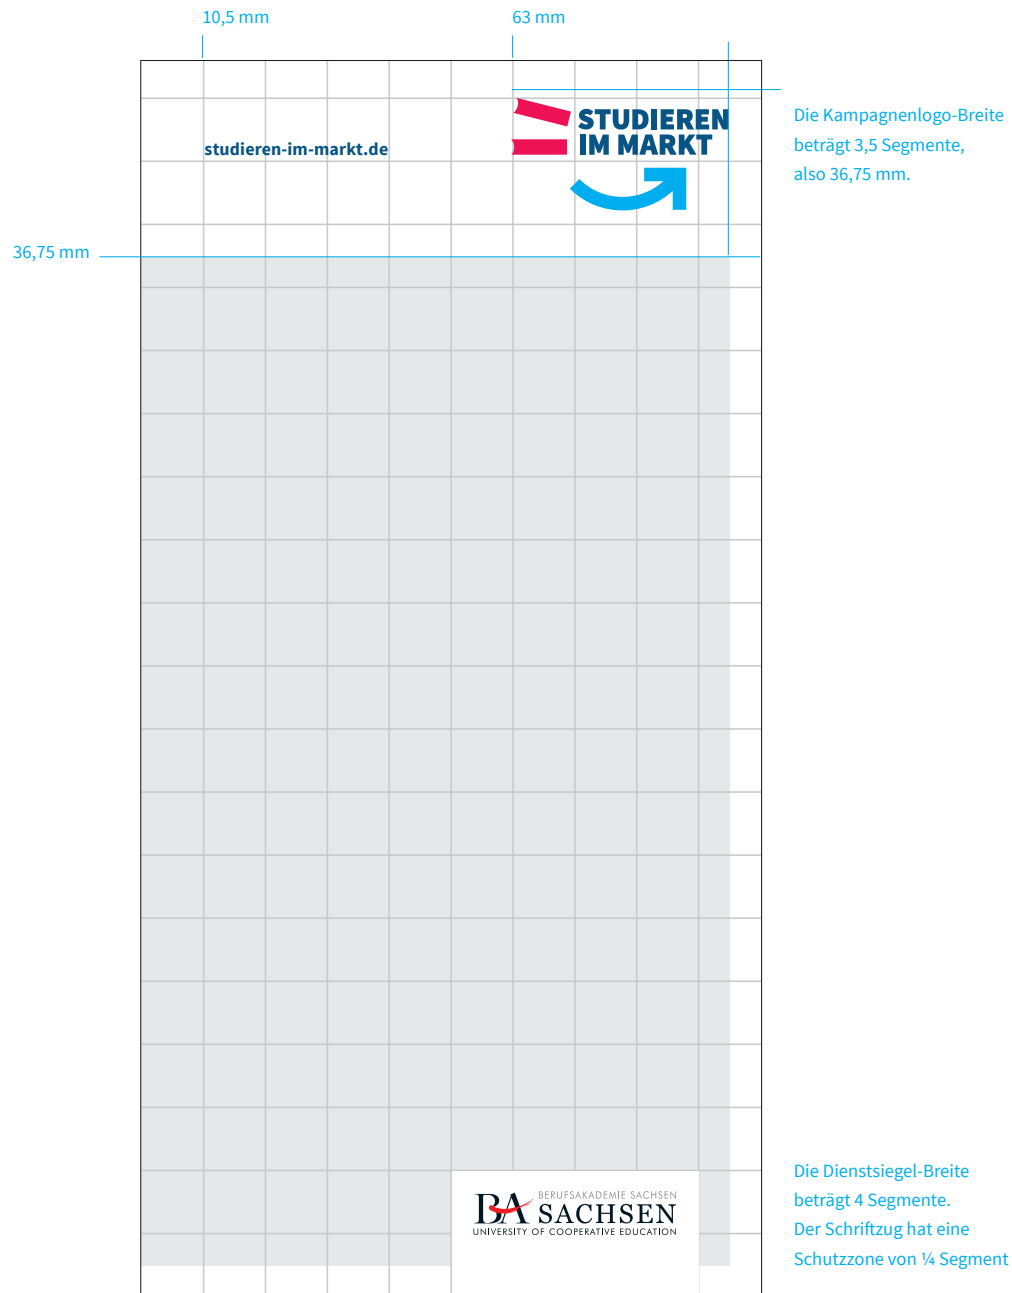 10,5 mm
63 mm
STUDIEREN
IM MARKT
studieren-im-markt.de
Die Kampagnenlogo-Breite
beträgt 3,5 Segmente,
also 36,75 mm.
36,75 mm
BERUFSAKADEMIE SACHSEN
BA SACHSEN
UNIVERSITY OF COOPERATIVE EDUCATION
Die Dienstsiegel-Breite
beträgt 4 Segmente.
Der Schriftzug hat eine
Schutzzone von ¼ Segment